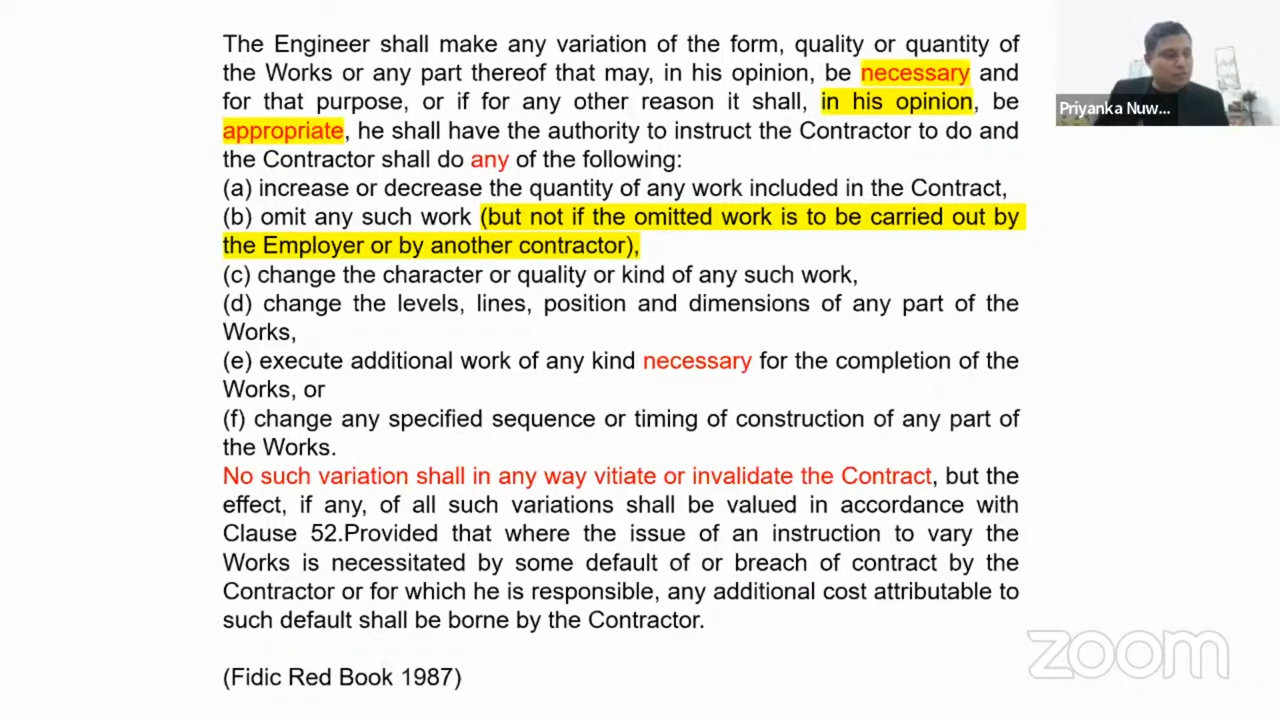 The Engineer shall make any variation of the form, quality or quantity of
the Works or any part thereof that may, in his opinion, be necessary and
for that purpose, or if for any other reason it shall, in his opinion, be
appropriate, he shall have the authority to instruct the Contractor to do and
the Contractor shall do any of the following:
(a) increase or decrease the quantity of any work included in the Contract,
(b) omit any such work (but not if the omitted work is to be carried out by
the Employer or by another contractor),
(c) change the character or quality or kind of any such work,
(d) change the levels, lines, position and dimensions of any part of the
Works,
(e) execute additional work of any kind necessary for the completion of the
Works, or
(f) change any specified sequence or timing of construction of any part of
the Works.
No such variation shall in any way vitiate or invalidate the Contract, but the
effect, if any, of all such variations shall be valued in accordance with
Clause 52.Provided that where the issue of an instruction to vary the
Works is necessitated by some default of or breach of contract by the
Contractor or for which he is responsible, any additional cost attributable to
such default shall be borne by the Contractor.
(Fidic Red Book 1987)
Priyanka Nuw...
zoom